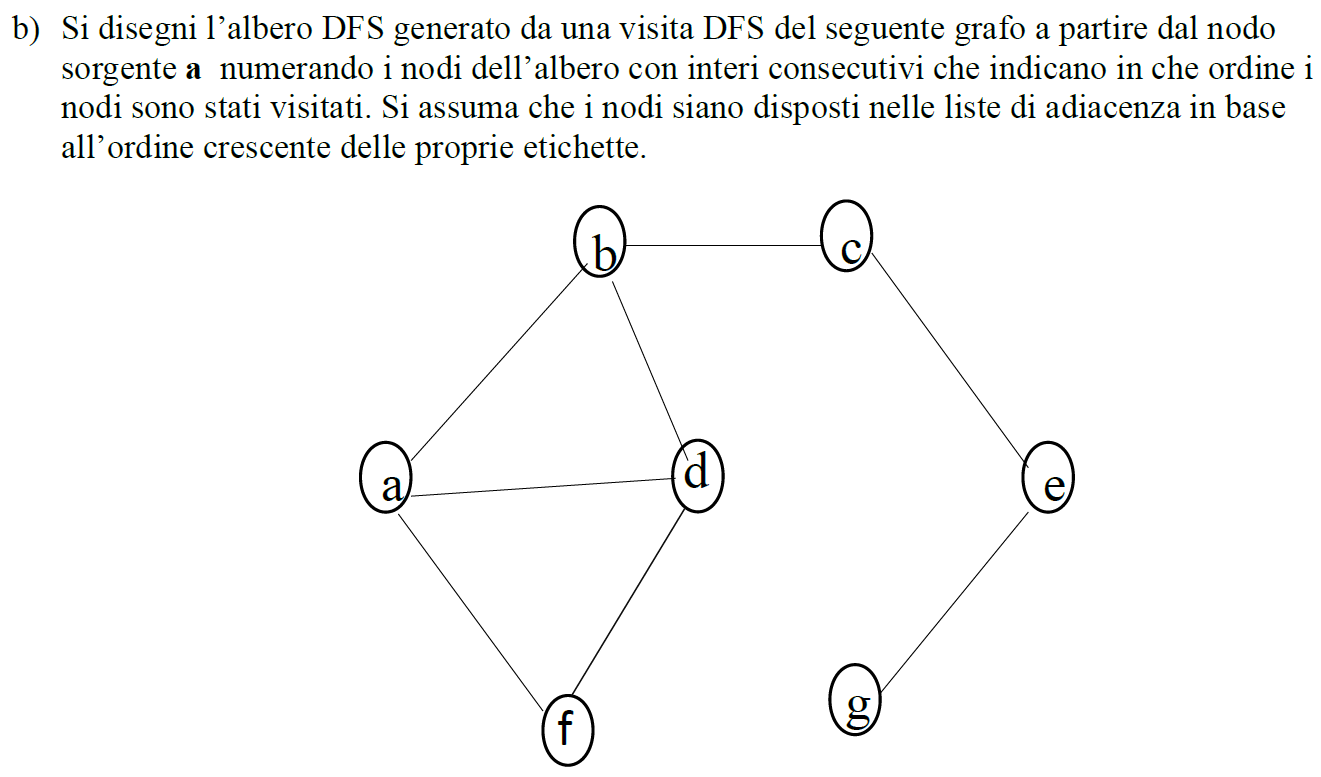 b) Si disegni l’albero DFS generato da una visita DFS del seguente grafo a partire dal nodo
sorgente a numerando i nodi dell’albero con interi consecutivi che indicano in che ordine i
nodi sono stati visitati. Si assuma che i nodi siano disposti nelle liste di adiacenza in base
all’ordine crescente delle proprie etichette.
b
c
a
d
e
f
g